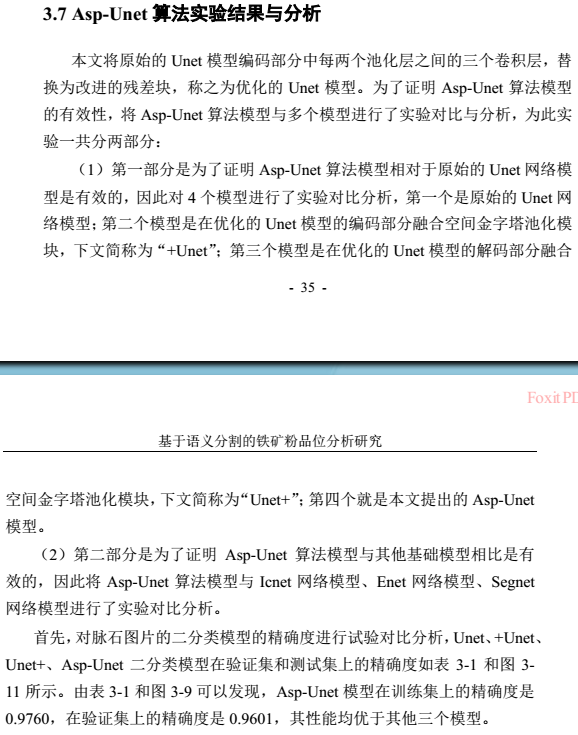 3.7 Asp-Unet 算法实验结果与分析
本文将原始的 Unet 模型编码部分中每两个池化层之间的三个卷积层，替
换为改进的残差块，称之为优化的 Unet 模型。为了证明 Asp-Unet 算法模型
的有效性，将 Asp-Unet 算法模型与多个模型进行了实验对比与分析，为此实
验一共分两部分：
（1）第一部分是为了证明 Asp-Unet 算法模型相对于原始的 Unet 网络模
型是有效的，因此对 4 个模型进行了实验对比分析，第一个是原始的 Unet 网
络模型；第二个模型是在优化的 Unet 模型的编码部分融合空间金字塔池化模
块，下文简称为“+Unet”；第三个模型是在优化的 Unet 模型的解码部分融合
- 35 -
Foxit PD
基于语义分割的铁矿粉品位分析研究
空间金字塔池化模块，下文简称为“Unet+”；第四个就是本文提出的 Asp-Unet
模型。
（2）第二部分是为了证明 Asp-Unet 算法模型与其他基础模型相比是有
效的，因此将 Asp-Unet 算法模型与 Icnet 网络模型、Enet 网络模型、Segnet
网络模型进行了实验对比分析。
首先，对脉石图片的二分类模型的精确度进行试验对比分析，Unet、+Unet、
Unet+、Asp-Unet 二分类模型在验证集和测试集上的精确度如表 3-1 和图 3-
11 所示。由表 3-1 和图 3-9 可以发现，Asp-Unet 模型在训练集上的精确度是
0.9760，在验证集上的精确度是 0.9601，其性能均优于其他三个模型。